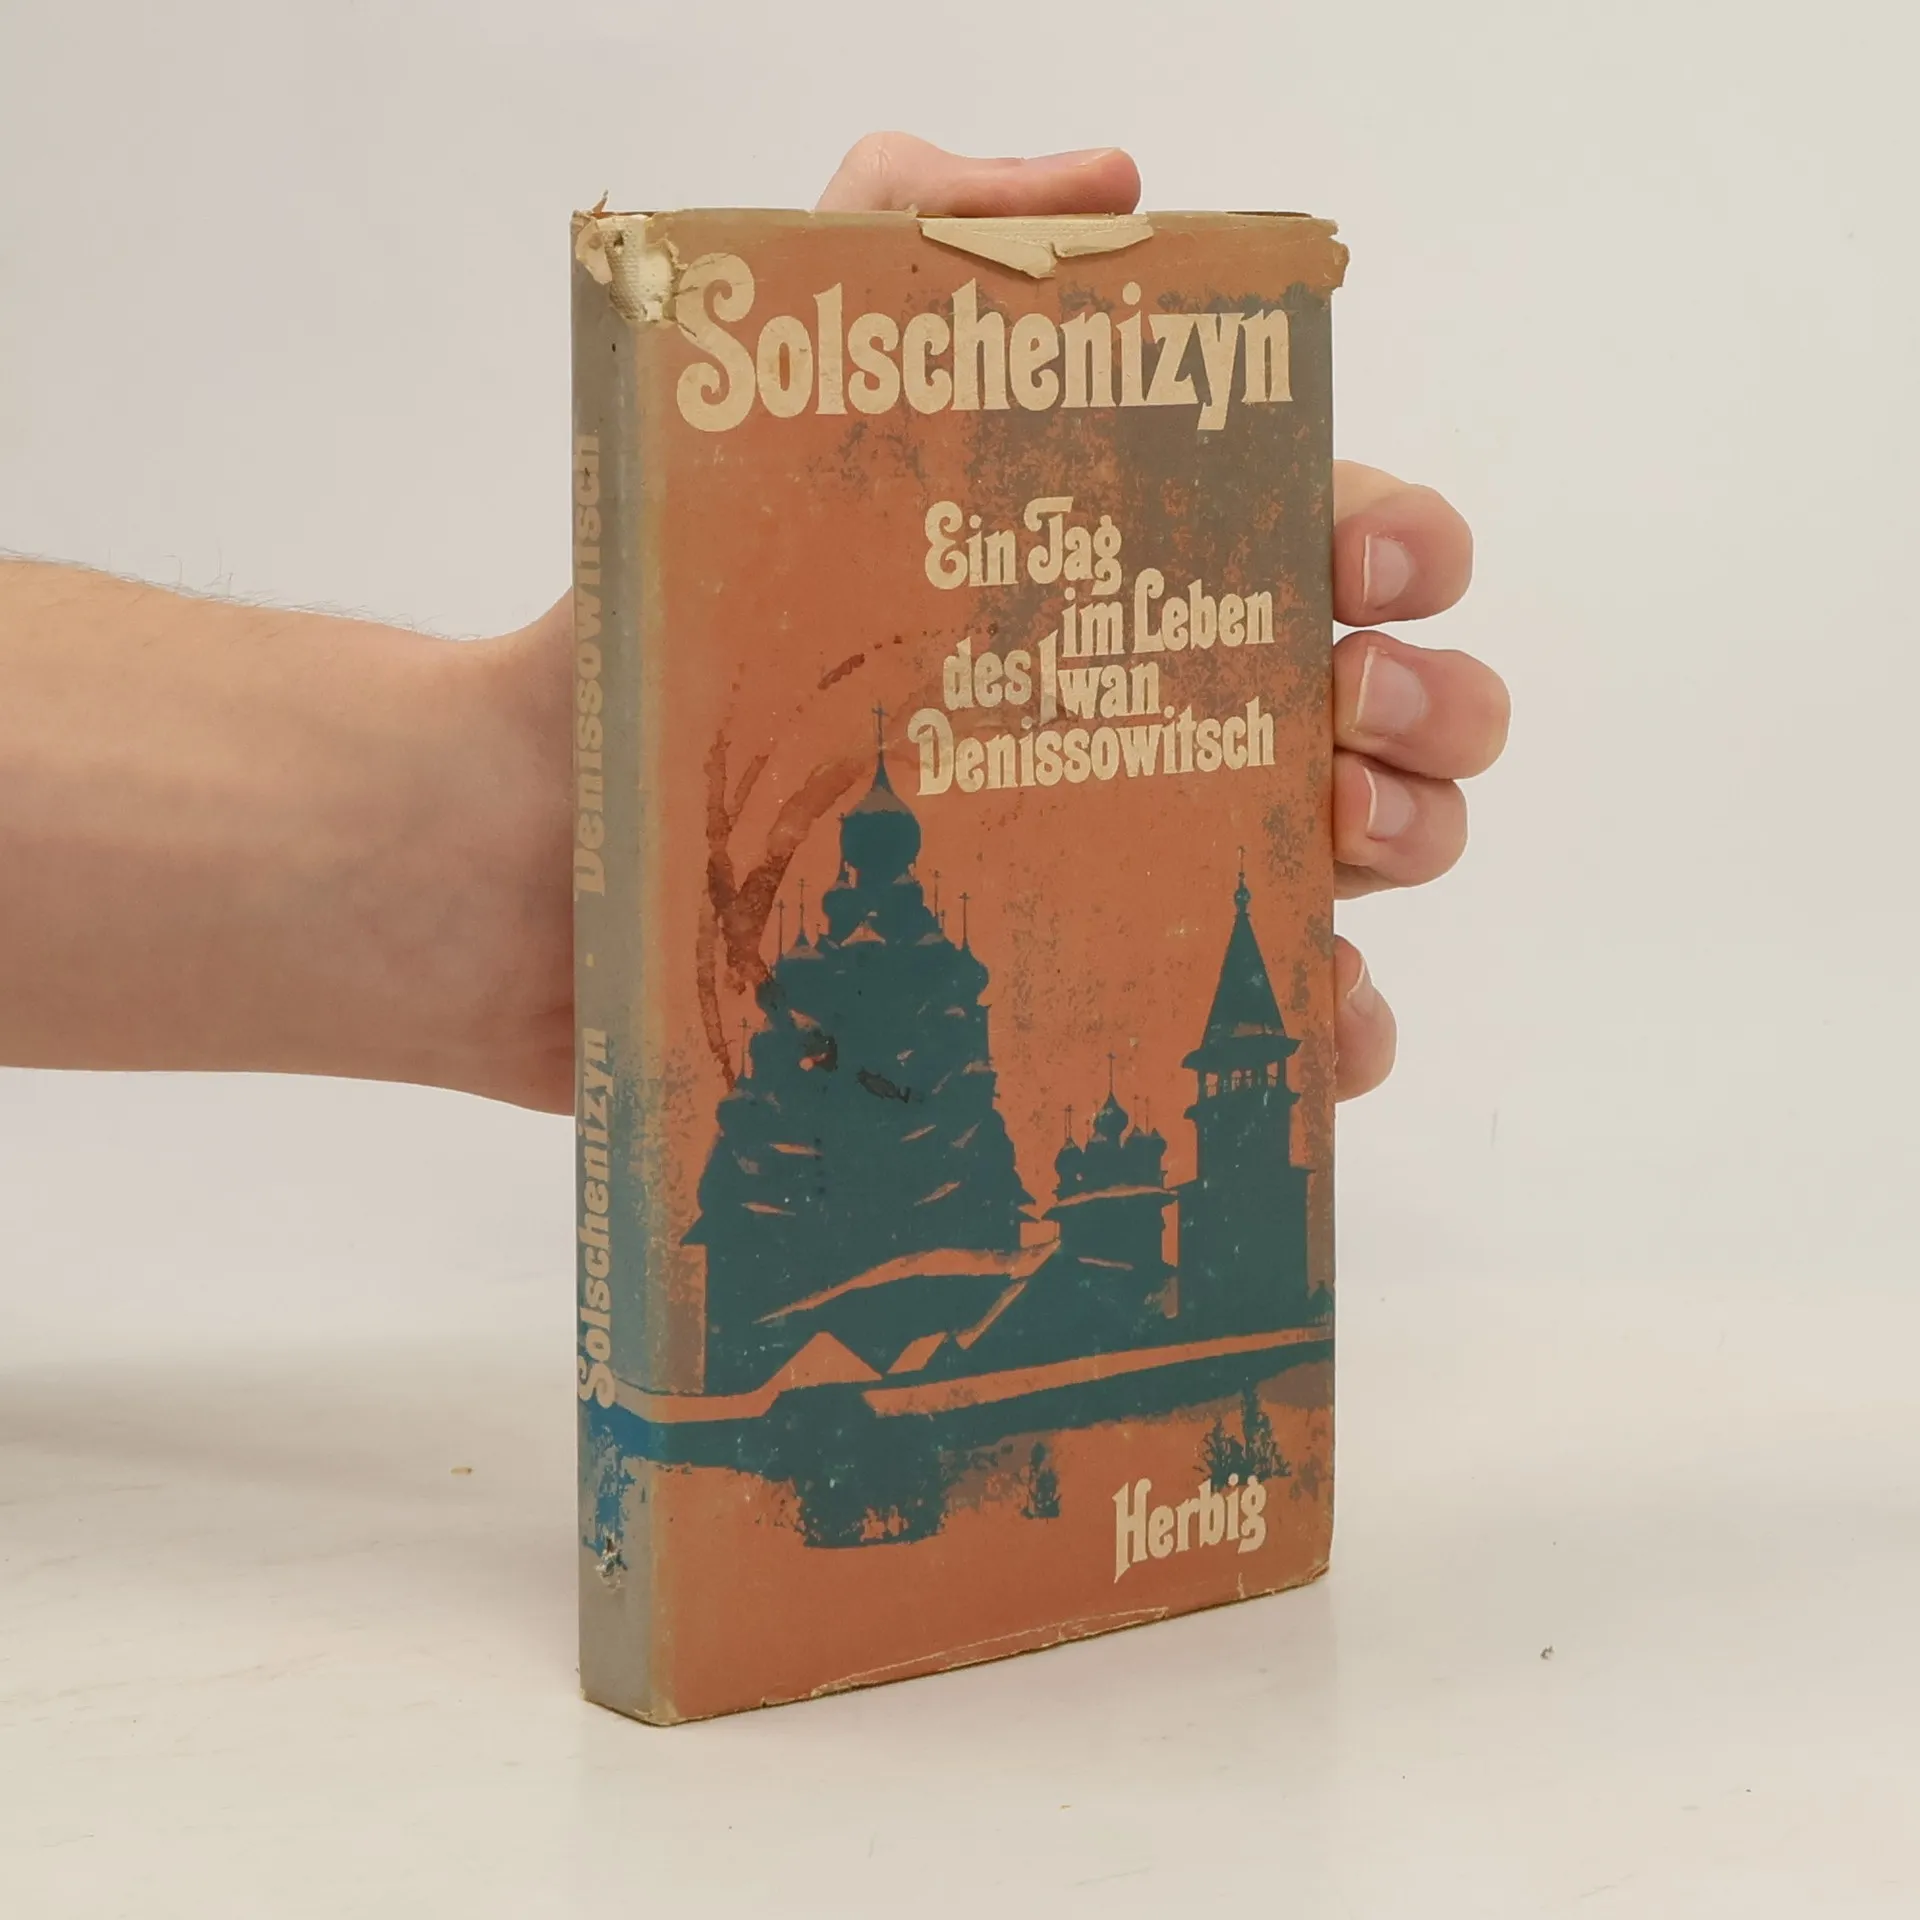 Solschenizyn
Ein Tag
im Leben
des Iwan
Denissowitsch
Herbig
Solschenizyn · Denissowitsch